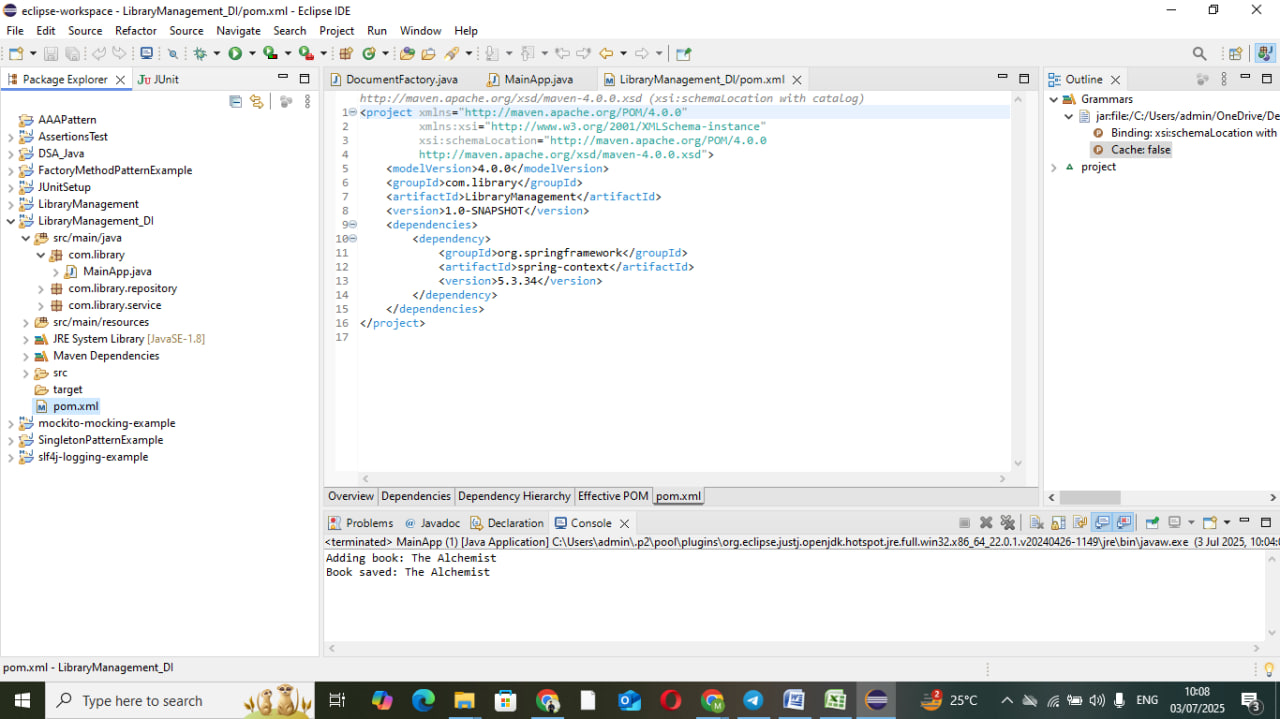 eclipse-workspace - LibraryManagement_DI/pom.xml - Eclipse IDE
File Edit Source Refactor Source Navigate Search Project Run Window Help
Package Explorer
JUnit
AAAPattern
AssertionsTest
DSA_Java
FactoryMethodPatternExample
JUnitSetup
LibraryManagement
LibraryManagement_DI
src/main/java
com.library
MainApp.java
com.library.repository
com.library.service
src/main/resources
JRE System Library [JavaSE-1.8]
Maven Dependencies
src
target
pom.xml
mockito-mocking-example
SingletonPatternExample
slf4j-logging-example
DocumentFactory.java
MainApp.java
LibraryManagement_DI/pom.xml
http://maven.apache.org/xsd/maven-4.0.0.xsd (xsi:schemaLocation with catalog)
1 <project xmlns="http://maven.apache.org/POM/4.0.0"
2 xmlns:xsi="http://www.w3.org/2001/XMLSchema-instance"
3 xsi:schemaLocation="http://maven.apache.org/POM/4.0.0
4 http://maven.apache.org/xsd/maven-4.0.0.xsd">
5 <modelVersion>4.0.0</modelVersion>
6 <groupId>com.library</groupId>
7 <artifactId>LibraryManagement</artifactId>
8 <version>1.0-SNAPSHOT</version>
9 <dependencies>
10 <dependency>
11 <groupId>org.springframework</groupId>
12 <artifactId>spring-context</artifactId>
13 <version>5.3.34</version>
14 </dependency>
15 </dependencies>
16 </project>
17
Overview Dependencies Dependency Hierarchy Effective POM pom.xml
Outline
Grammars
jar:file:/C:/Users/admin/OneDrive/De
Binding: xsi:schemaLocation with
Cache: false
project
Problems Javadoc Declaration Console
<terminated> MainApp (1) [Java Application] C:\Users\admin\.p2\pool\plugins\org.eclipse.justj.openjdk.hotspot.jre.full.win32.x86_64_22.0.1.v20240426-1149\jre\bin\javaw.exe (3 Jul 2025, 10:04:0
Adding book: The Alchemist
Book saved: The Alchemist
pom.xml - LibraryManagement_DI
Type here to search
2
25°C
ENG
10:08
03/07/2025
3